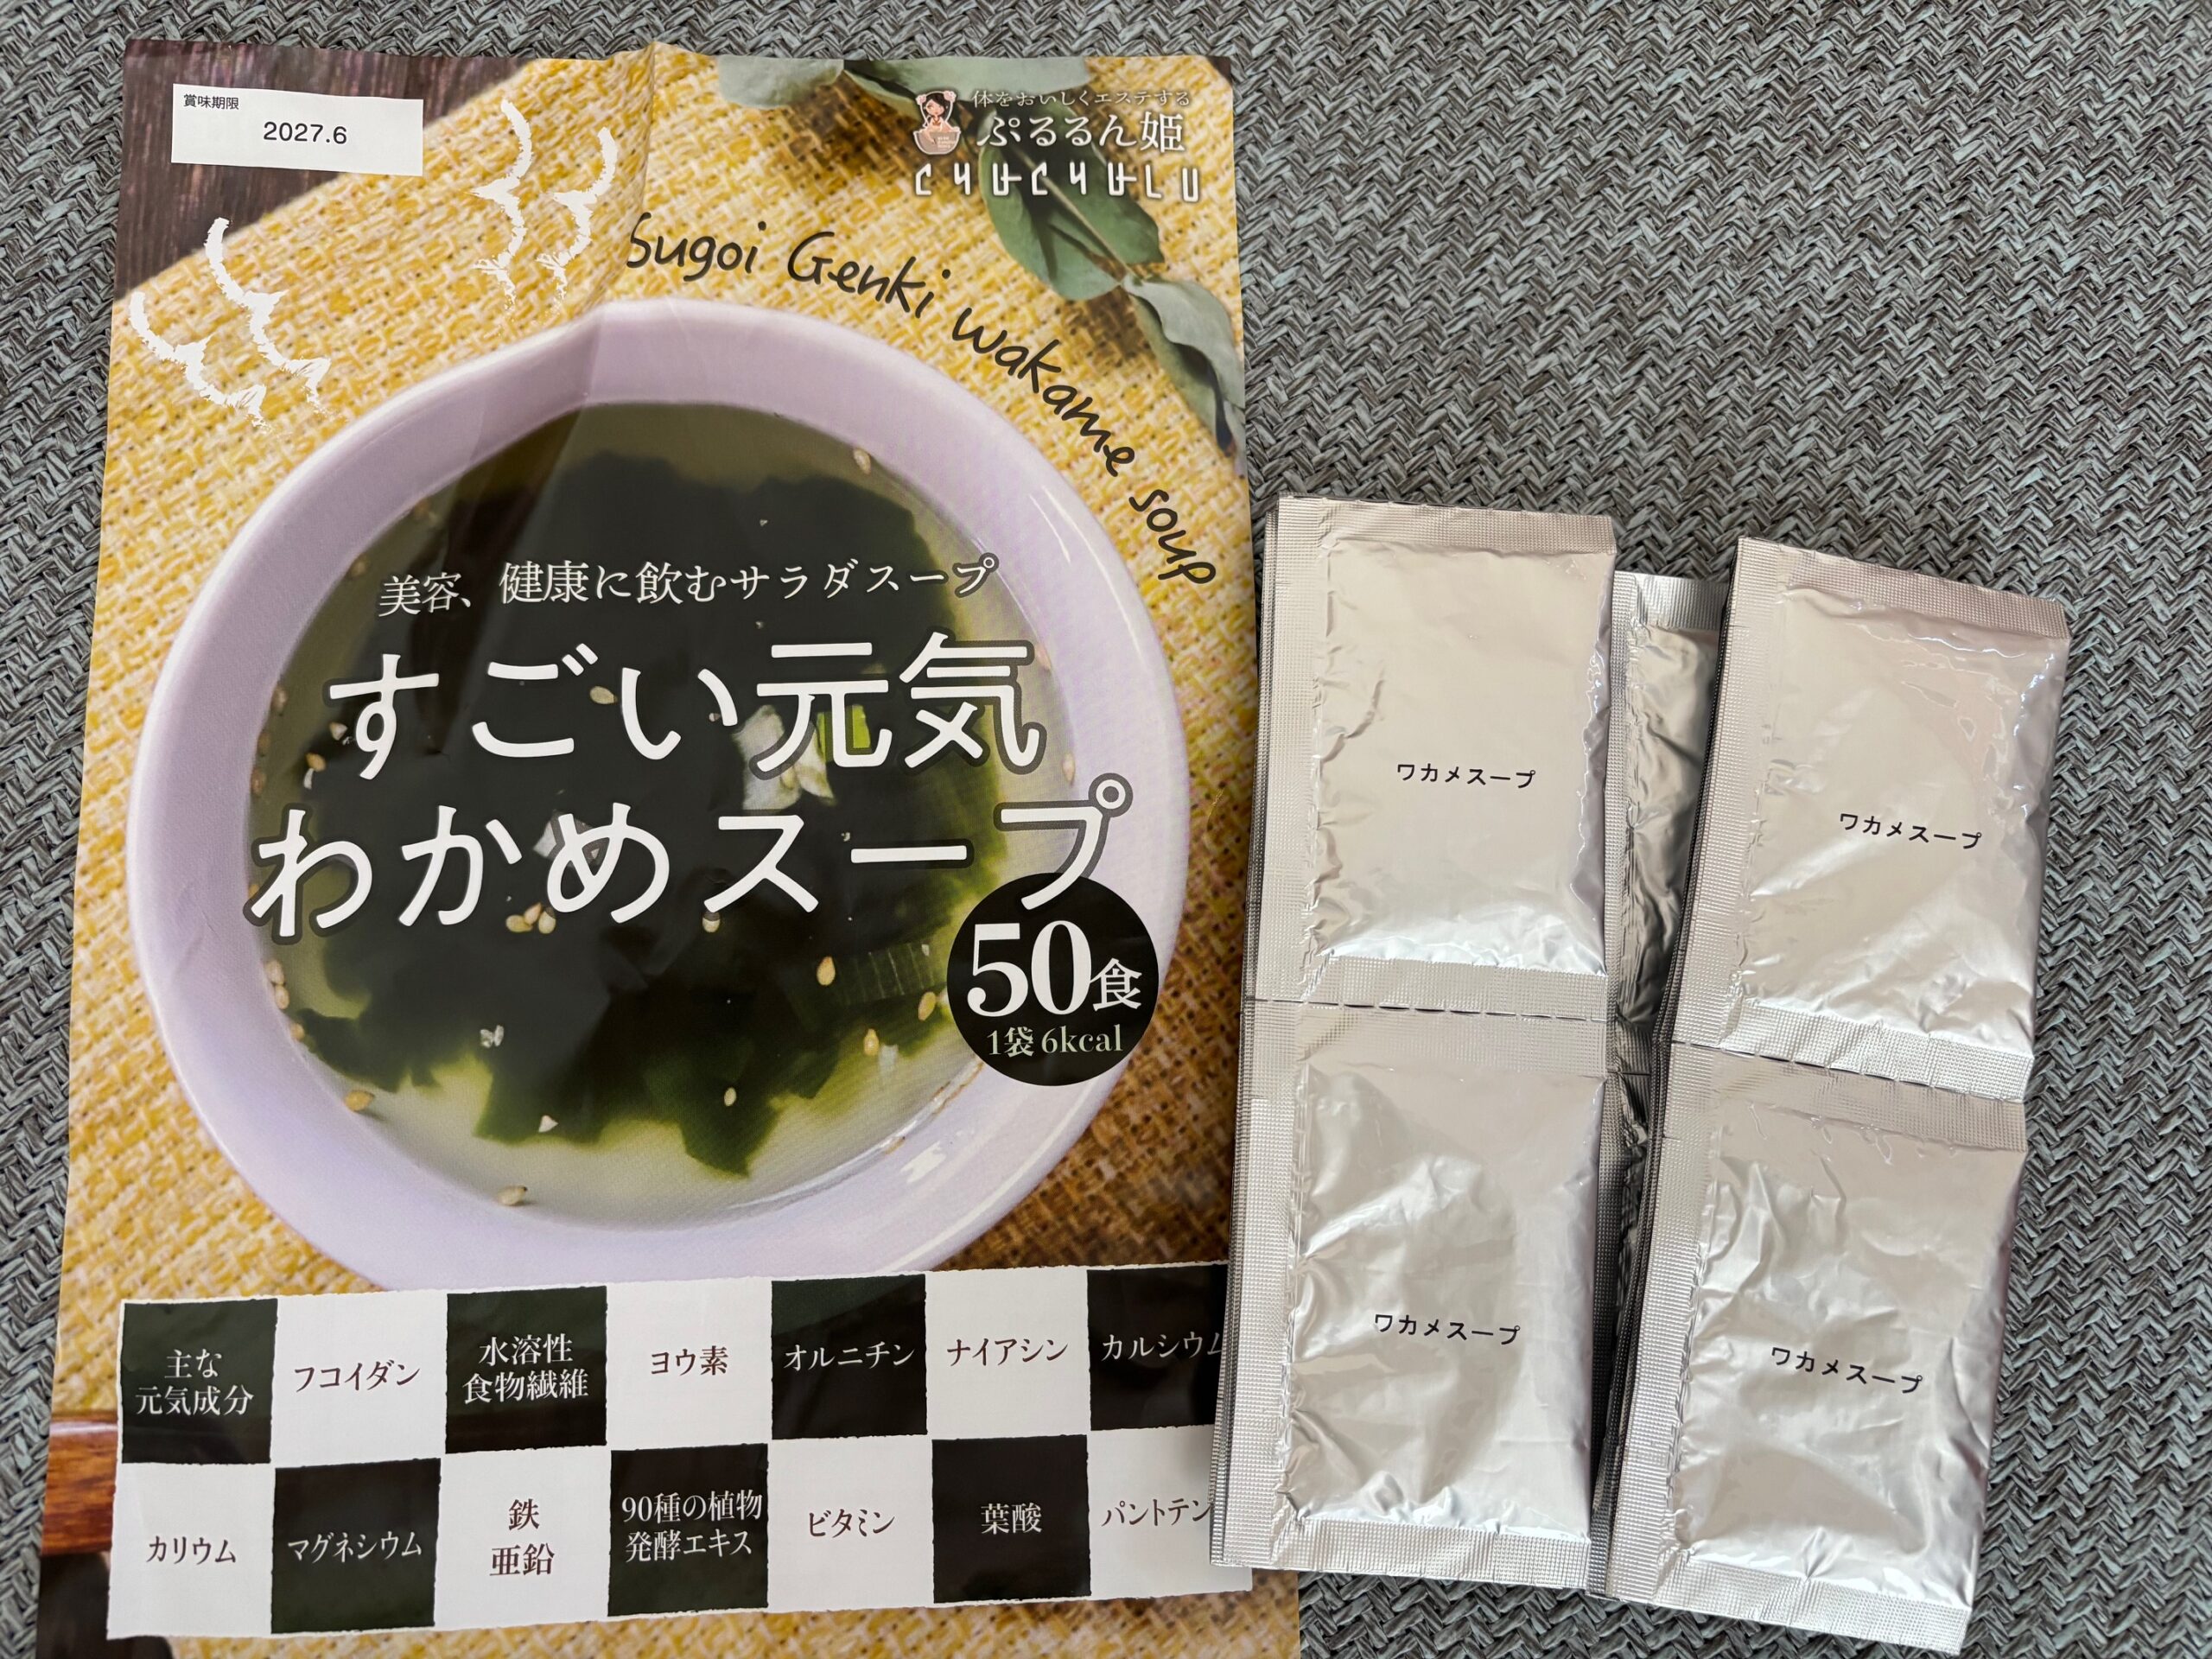 賞味期限
2027.6
体をおいしくエステする
ぷるるん姫
CYUCYULU
Sugoi Genki wakame soup
美容、健康に飲むサラダスープ
すごい元気
わかめスープ
50食
1袋 6kcal
主な
元気成分
フコイダン
水溶性
食物繊維
ヨウ素
オルニチン
ナイアシン
カルシウム
カリウム
マグネシウム
鉄
亜鉛
90種の植物
発酵エキス
ビタミン
葉酸
パントテン
ワカメスープ
ワカメスープ
ワカメスープ
ワカメスープ